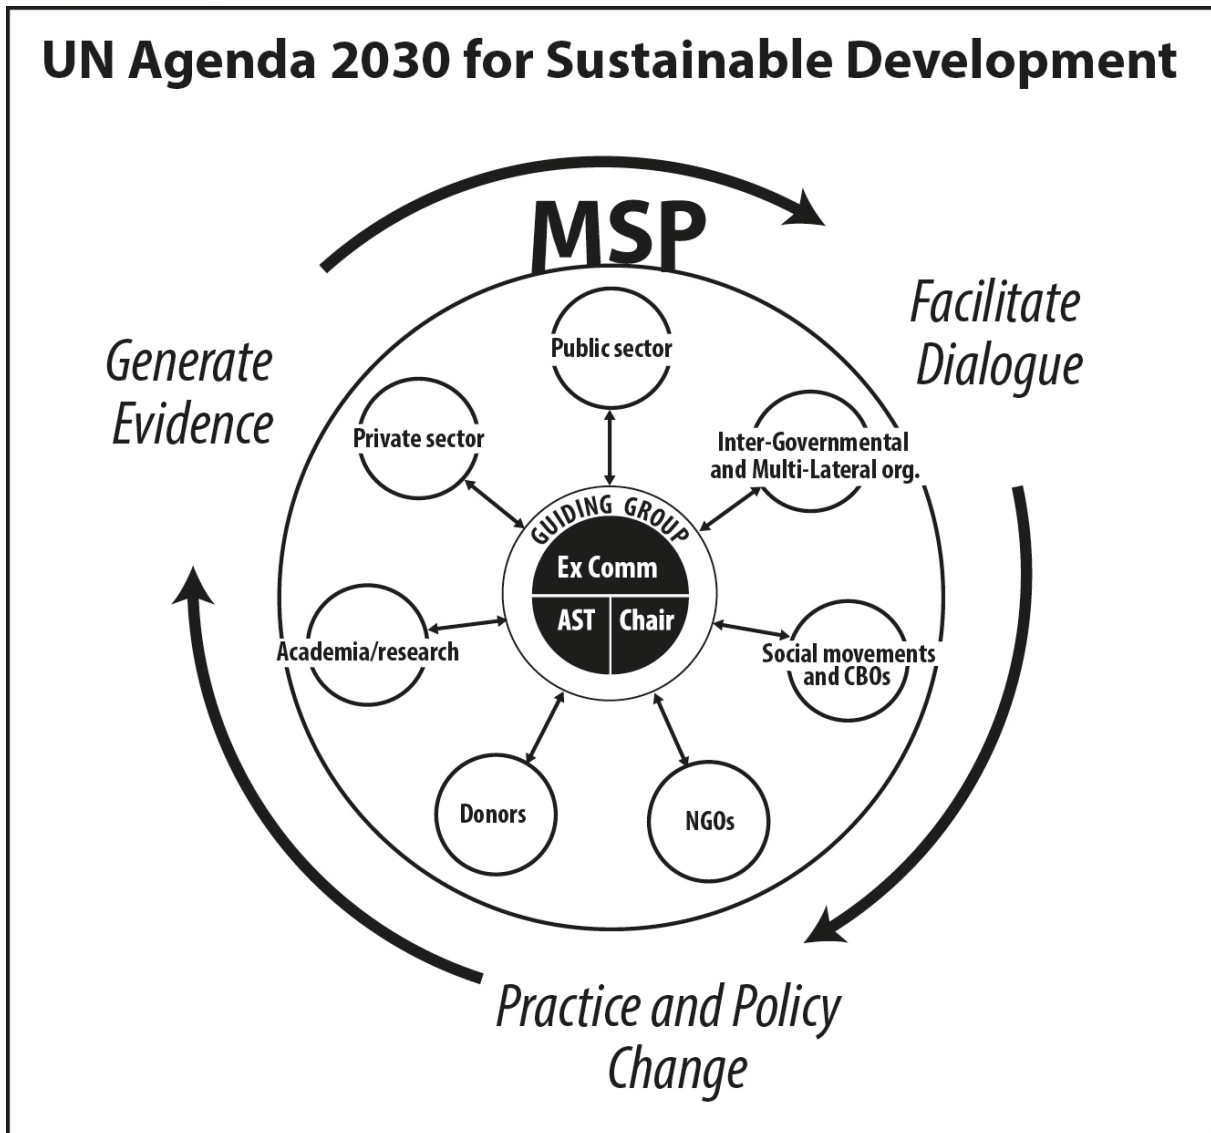 UN Agenda 2030 for Sustainable Development
MSP
Facilitate
Dialogue
Generate
Evidence
Public sector
Private sector
Inter-Governmental
and Multi-Lateral org.
GUIDING GROUP
Ex Comm
AST
Chair
Academia/research
Social movements
and CBOs
Donors
NGOs
Practice and Policy
Change